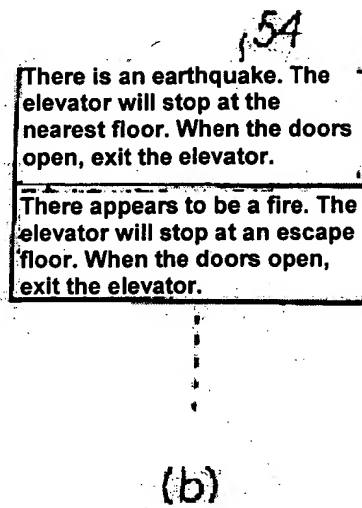 54
There is an earthquake. The
elevator will stop at the
nearest floor. When the doors
open, exit the elevator.
There appears to be a fire. The
elevator will stop at an escape
floor. When the doors open,
exit the elevator.
(b)